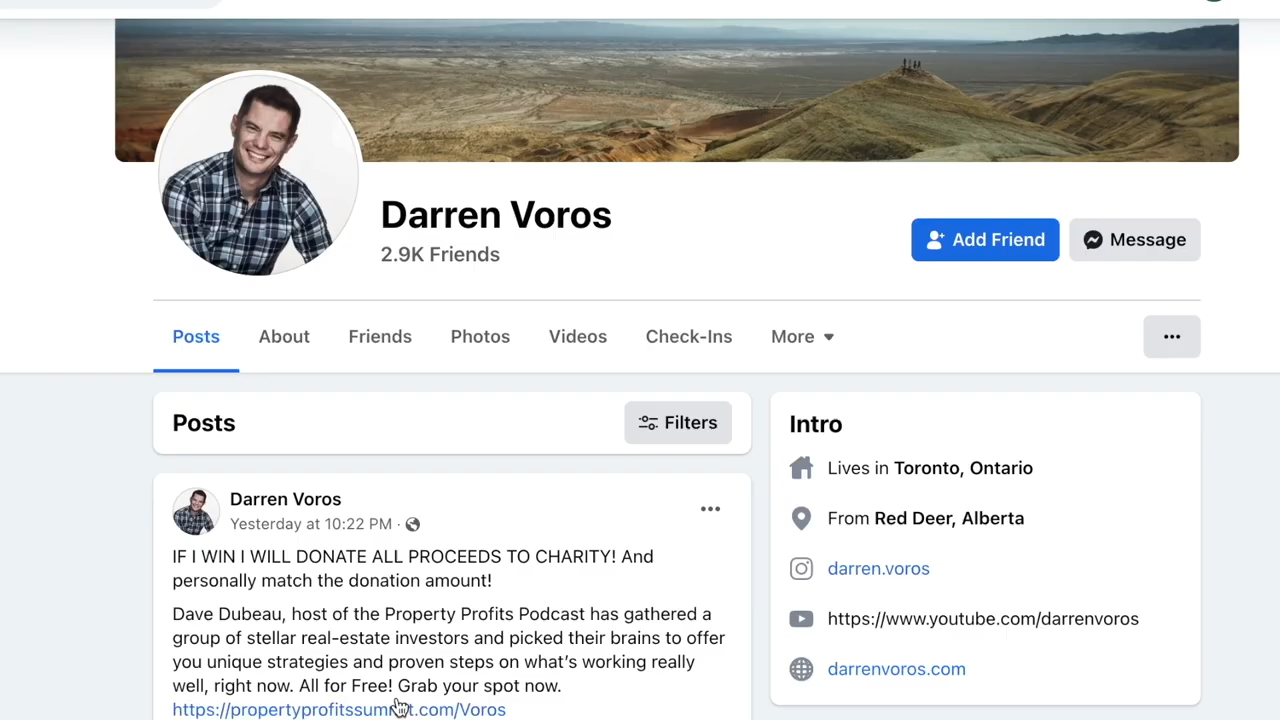 Darren Voros
2.9K Friends
Add Friend
Message
Posts
About
Friends
Photos
Videos
Check-Ins
More
Posts
Filters
Darren Voros
Yesterday at 10:22 PM ·
IF I WIN I WILL DONATE ALL PROCEEDS TO CHARITY! And
personally match the donation amount!
Dave Dubeau, host of the Property Profits Podcast has gathered a
group of stellar real-estate investors and picked their brains to offer
you unique strategies and proven steps on what's working really
well, right now. All for Free! Grab your spot now.
https://propertyprofitssummit.com/Voros
Intro
Lives in Toronto, Ontario
From Red Deer, Alberta
darren.voros
https://www.youtube.com/darrenvoros
darrenvoros.com